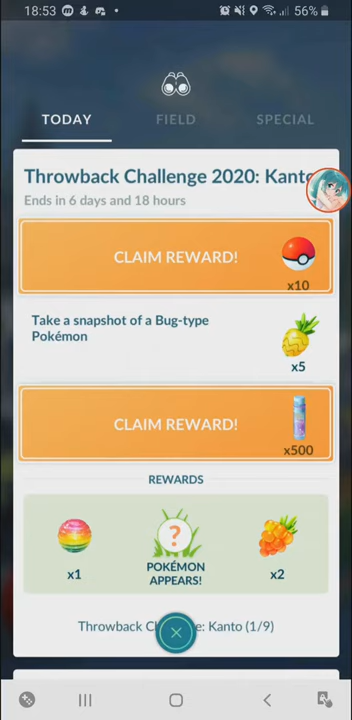 18:53
56%
TODAY
FIELD
SPECIAL
Throwback Challenge 2020: Kanto
Ends in 6 days and 18 hours
CLAIM REWARD!
x10
Take a snapshot of a Bug-type
Pokémon
x5
CLAIM REWARD!
x500
REWARDS
?
x1
POKÉMON
APPEARS!
x2
Throwback Ch e: Kanto (1/9)